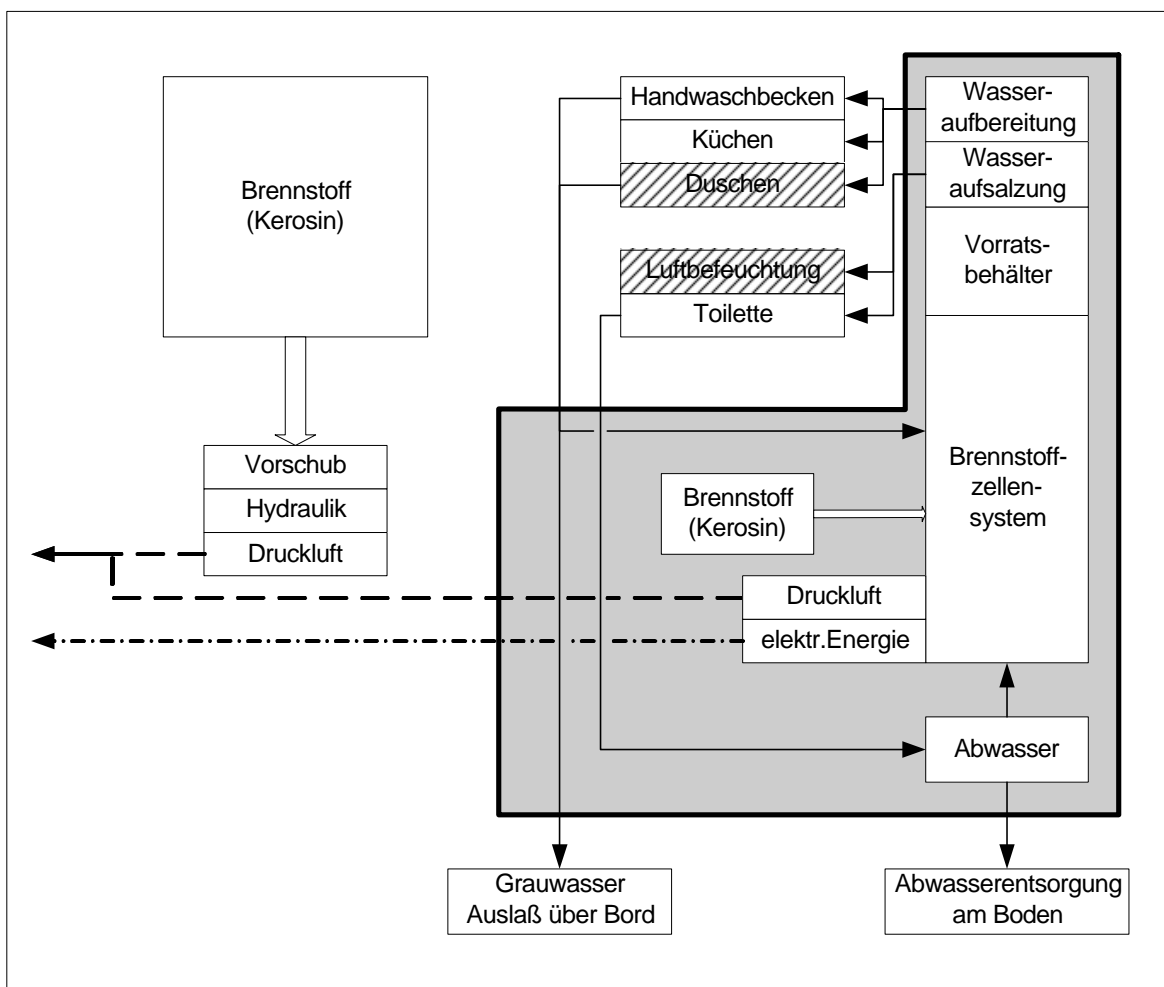 Brennstoff
(Kerosin)
Vorschub
Hydraulik
Druckluft
Handwaschbecken
Küchen
Duschen
Luftbefeuchtung
Toilette
Wasser-
aufbereitung
Wasser-
aufsalzung
Vorrats-
behälter
Brennstoff-
zellen-
system
Brennstoff
(Kerosin)
Druckluft
elektr.Energie
Abwasser
Grauwasser
Auslaß über Bord
Abwasserentsorgung
am Boden